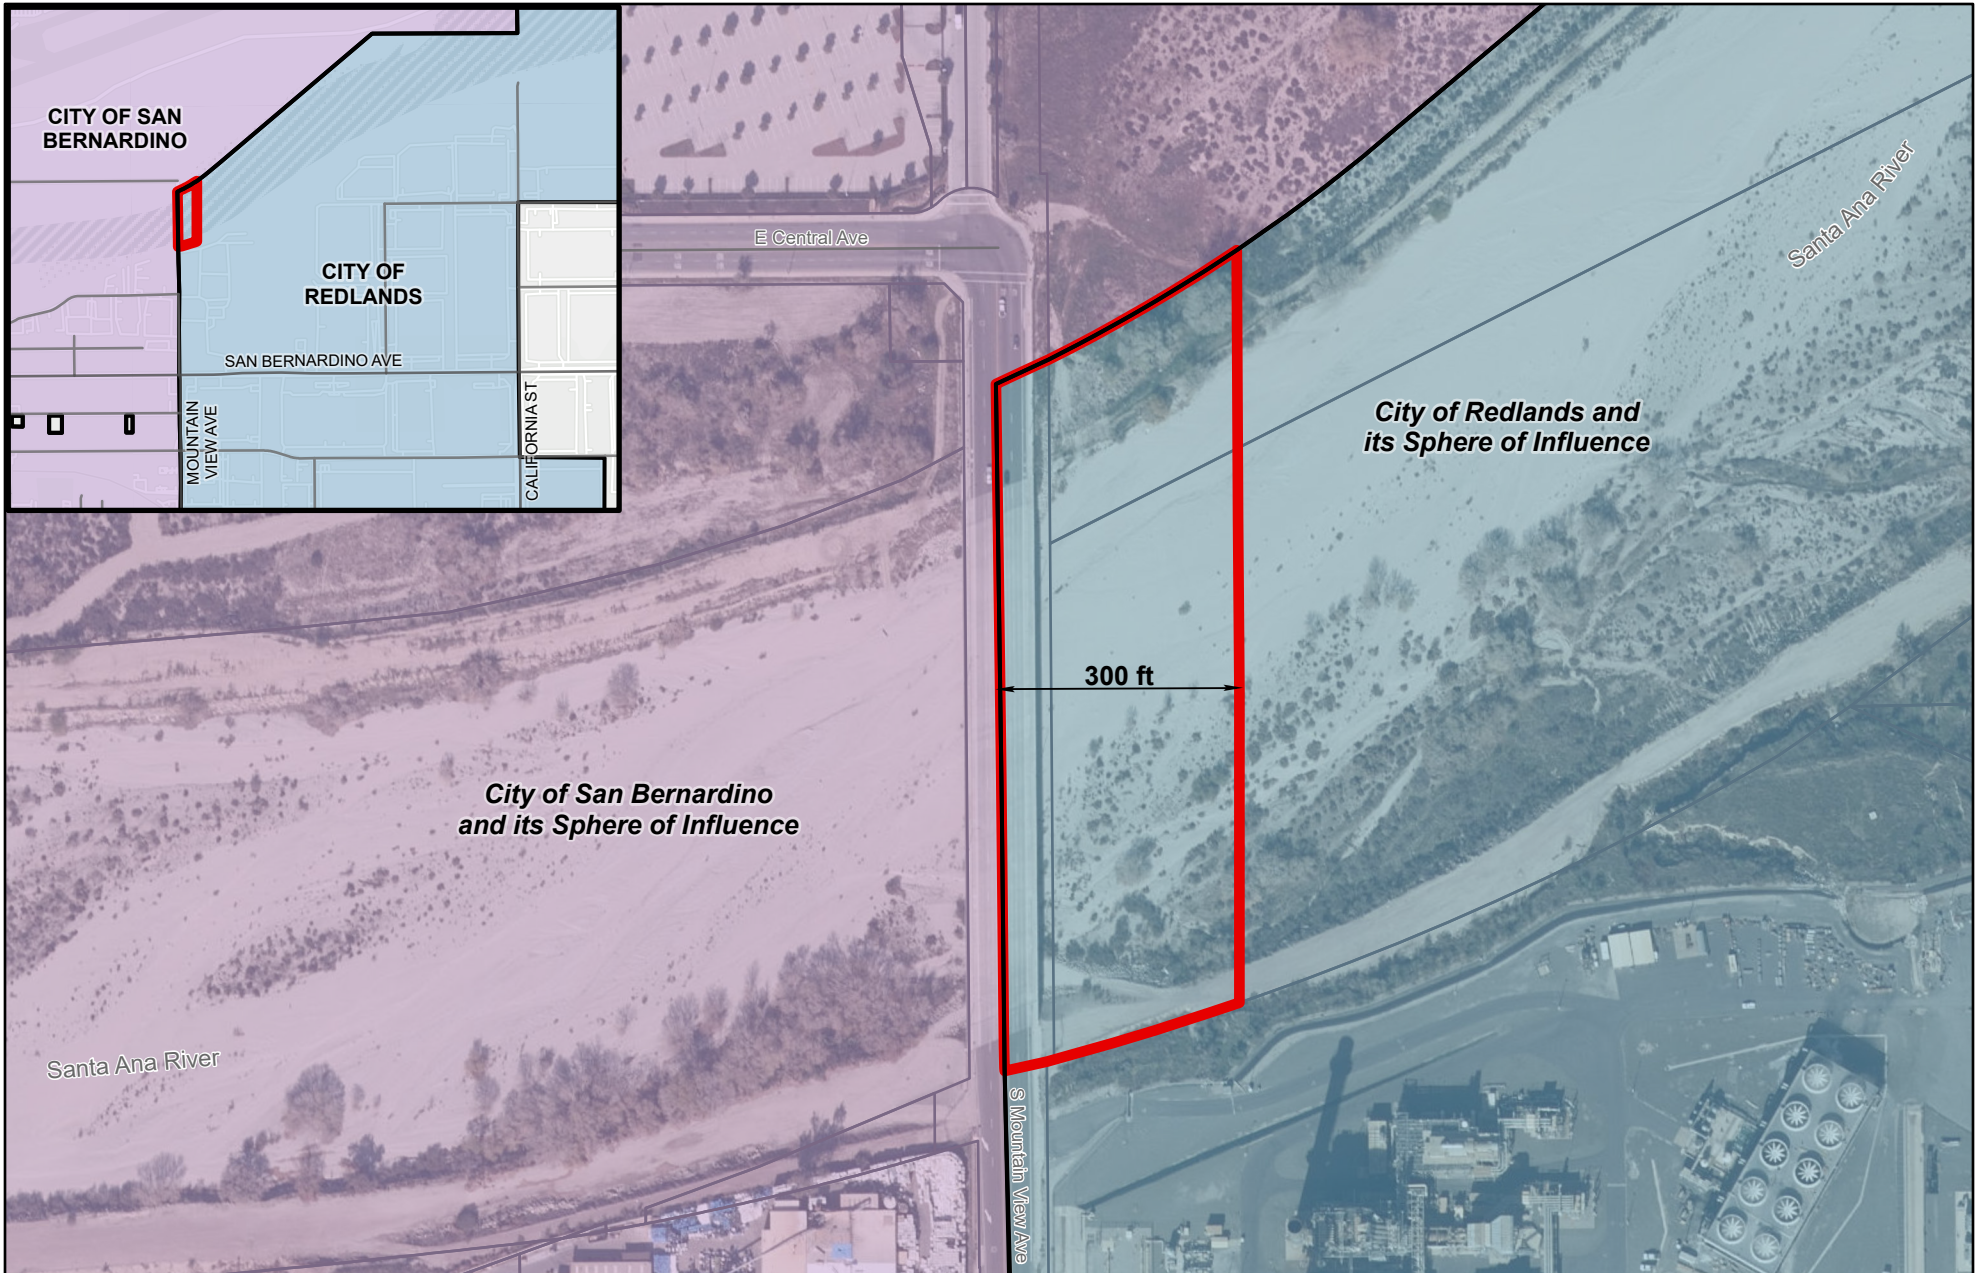 CITY OF SAN
BERNARDINO
CITY OF
REDLANDS
SAN BERNARDINO AVE
MOUNTAIN
VIEW AVE
CALIFORNIA ST
E Central Ave
Santa Ana River
City of Redlands and
its Sphere of Influence
300 ft
City of San Bernardino
and its Sphere of Influence
Santa Ana River
S Mountain View Ave